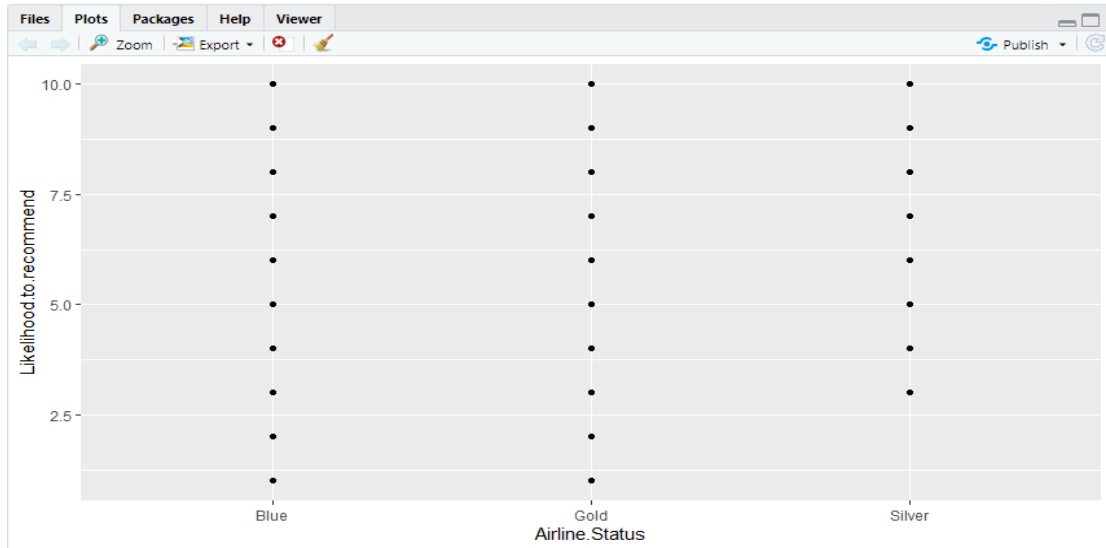 Files Plots Packages Help Viewer
Zoom Export Publish
10.0
7.5
5.0
2.5
Likelihood.to.recommend
Blue Gold Silver
Airline.Status